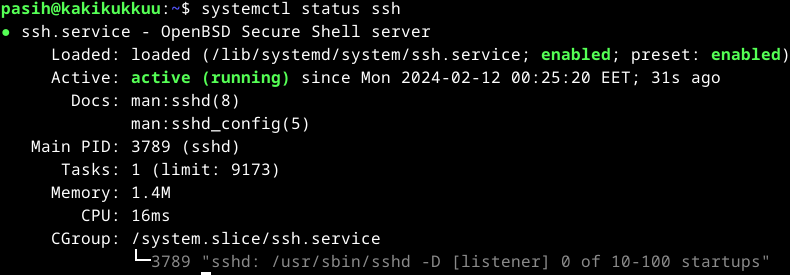 pasih@kakikukkuu:~$ systemctl status ssh
● ssh.service - OpenBSD Secure Shell server
     Loaded: loaded (/lib/systemd/system/ssh.service; enabled; preset: enabled)
     Active: active (running) since Mon 2024-02-12 00:25:20 EET; 31s ago
       Docs: man:sshd(8)
             man:sshd_config(5)
   Main PID: 3789 (sshd)
      Tasks: 1 (limit: 9173)
     Memory: 1.4M
        CPU: 16ms
     CGroup: /system.slice/ssh.service
             └─3789 "sshd: /usr/sbin/sshd -D [listener] 0 of 10-100 startups"